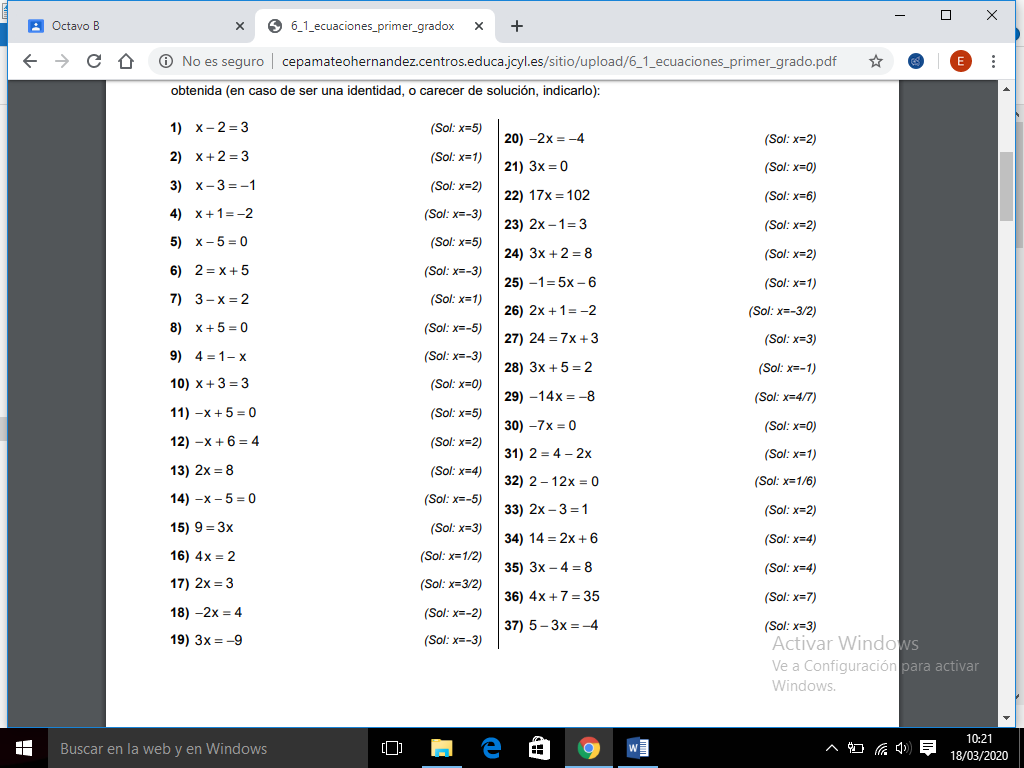 Octavo B
6_1_ecuaciones_primer_gradox
No es seguro | cepamateohernandez.centros.educa.jcyl.es/sitio/upload/6_1_ecuaciones_primer_grado.pdf
E
obtenida (en caso de ser una identidad, o carecer de solución, indicarlo):
1) x – 2 = 3 (Sol: x=5)
2) x + 2 = 3 (Sol: x=1)
3) x – 3 = –1 (Sol: x=2)
4) x + 1 = –2 (Sol: x=–3)
5) x – 5 = 0 (Sol: x=5)
6) 2 = x + 5 (Sol: x=–3)
7) 3 – x = 2 (Sol: x=1)
8) x + 5 = 0 (Sol: x=–5)
9) 4 = 1 – x (Sol: x=–3)
10) x + 3 = 3 (Sol: x=0)
11) –x + 5 = 0 (Sol: x=5)
12) –x + 6 = 4 (Sol: x=2)
13) 2x = 8 (Sol: x=4)
14) –x – 5 = 0 (Sol: x=–5)
15) 9 = 3x (Sol: x=3)
16) 4x = 2 (Sol: x=1/2)
17) 2x = 3 (Sol: x=3/2)
18) –2x = 4 (Sol: x=–2)
19) 3x = –9 (Sol: x=–3)
20) –2x = –4 (Sol: x=2)
21) 3x = 0 (Sol: x=0)
22) 17x = 102 (Sol: x=6)
23) 2x – 1 = 3 (Sol: x=2)
24) 3x + 2 = 8 (Sol: x=2)
25) –1 = 5x – 6 (Sol: x=1)
26) 2x + 1 = –2 (Sol: x=–3/2)
27) 24 = 7x + 3 (Sol: x=3)
28) 3x + 5 = 2 (Sol: x=–1)
29) –14x = –8 (Sol: x=4/7)
30) –7x = 0 (Sol: x=0)
31) 2 = 4 – 2x (Sol: x=1)
32) 2 – 12x = 0 (Sol: x=1/6)
33) 2x – 3 = 1 (Sol: x=2)
34) 14 = 2x + 6 (Sol: x=4)
35) 3x – 4 = 8 (Sol: x=4)
36) 4x + 7 = 35 (Sol: x=7)
37) 5 – 3x = –4 (Sol: x=3)
Activar Windows
Ve a Configuración para activar
Windows.
Buscar en la web y en Windows
10:21
18/03/2020